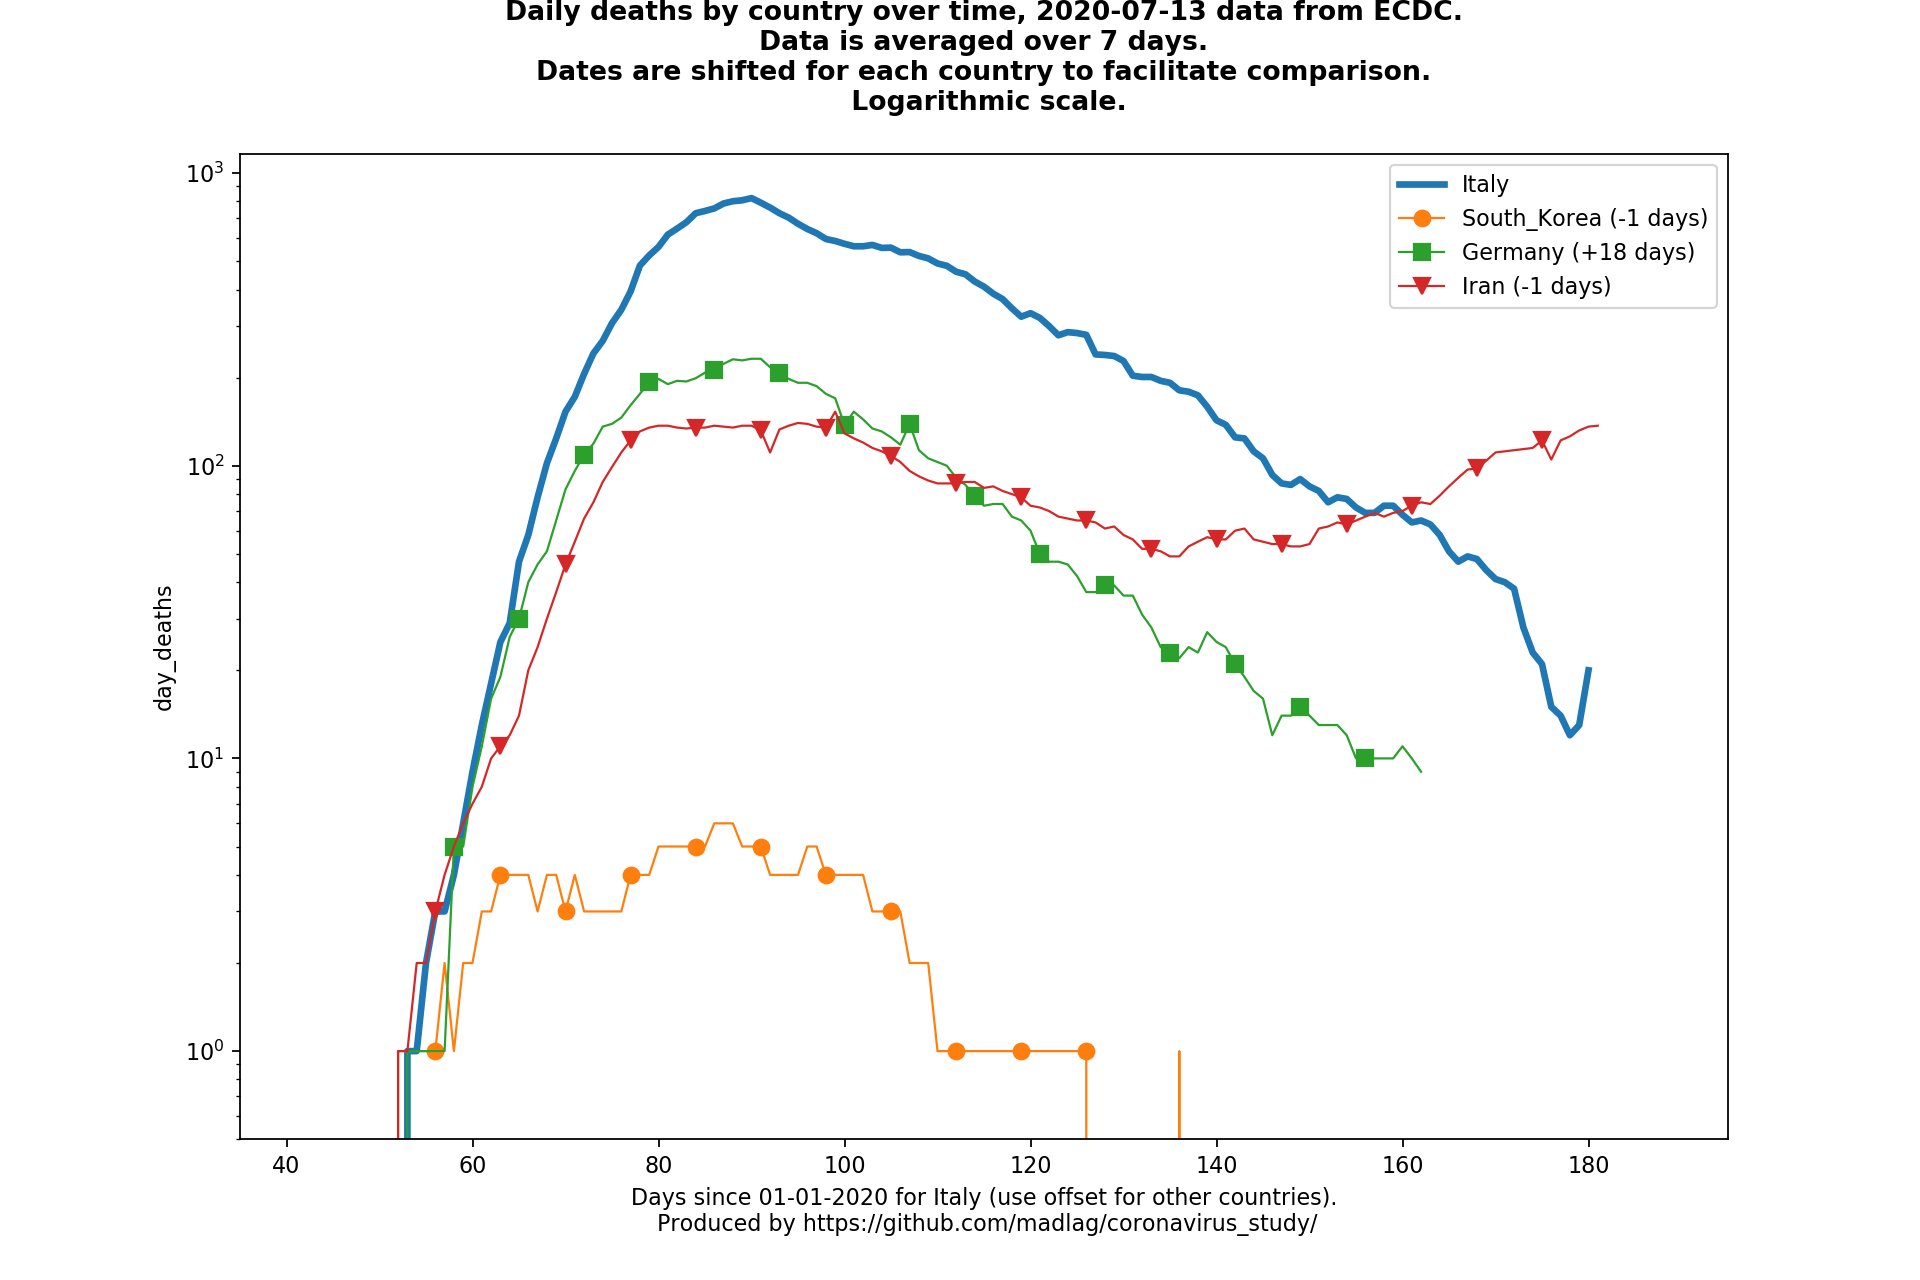 Daily deaths by country over time, 2020-07-13 data from ECDC.
Data is averaged over 7 days.
Dates are shifted for each country to facilitate comparison.
Logarithmic scale.
10³
10²
10¹
10⁰
day_deaths
Italy
South_Korea (-1 days)
Germany (+18 days)
Iran (-1 days)
40 60 80 100 120 140 160 180
Days since 01-01-2020 for Italy (use offset for other countries).
Produced by https://github.com/madlag/coronavirus_study/